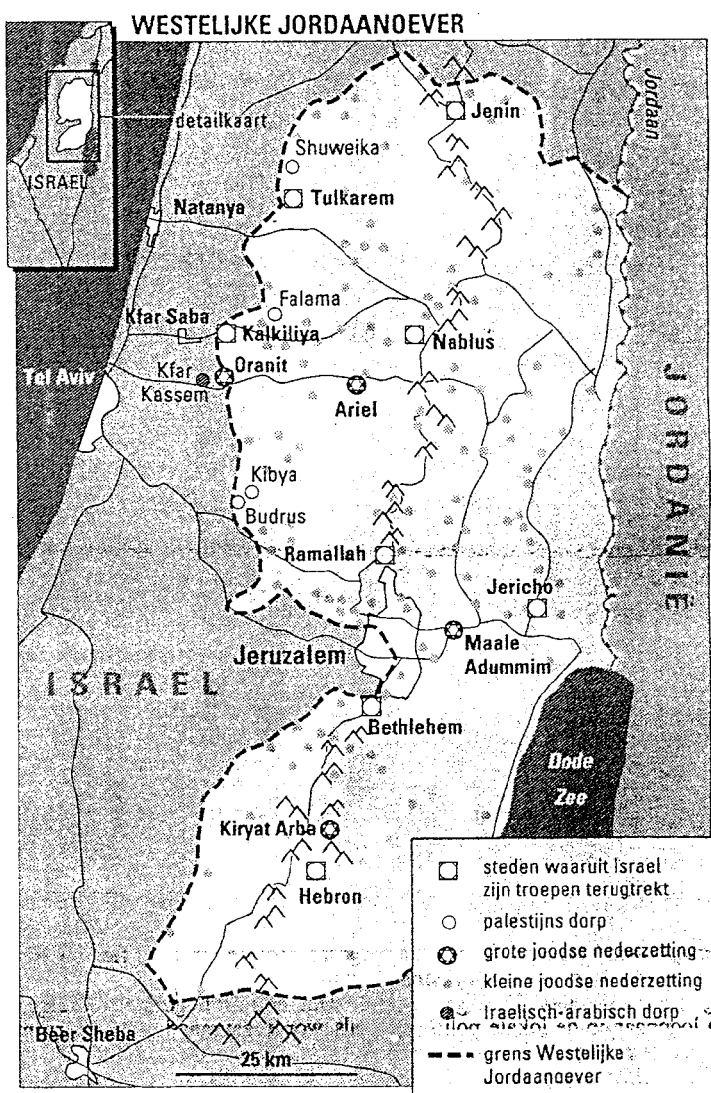 WESTELIJKE JORDAANOEVER
detailkaart
ISRAEL
Jordaan
Jenin
Shuweika
Tulkarem
Natanya
Falama
Kfar Saba
Kalkiliya
Nablus
Oranit
Tel Aviv
Kfar
Kassem
Ariel
JORDANIË
Kibya
Budrus
Ramallah
Jericho
Maale
Adummim
Jeruzalem
ISRAEL
Bethlehem
Dode
Zee
Kiryat Arba
Hebron
Beer Sheba
25 km
steden waaruit Israel
zijn troepen terugtrekt
palestijns dorp
grote joodse nederzetting
kleine joodse nederzetting
Iraelisch-arabisch dorp
grens Westelijke
Jordaanoever